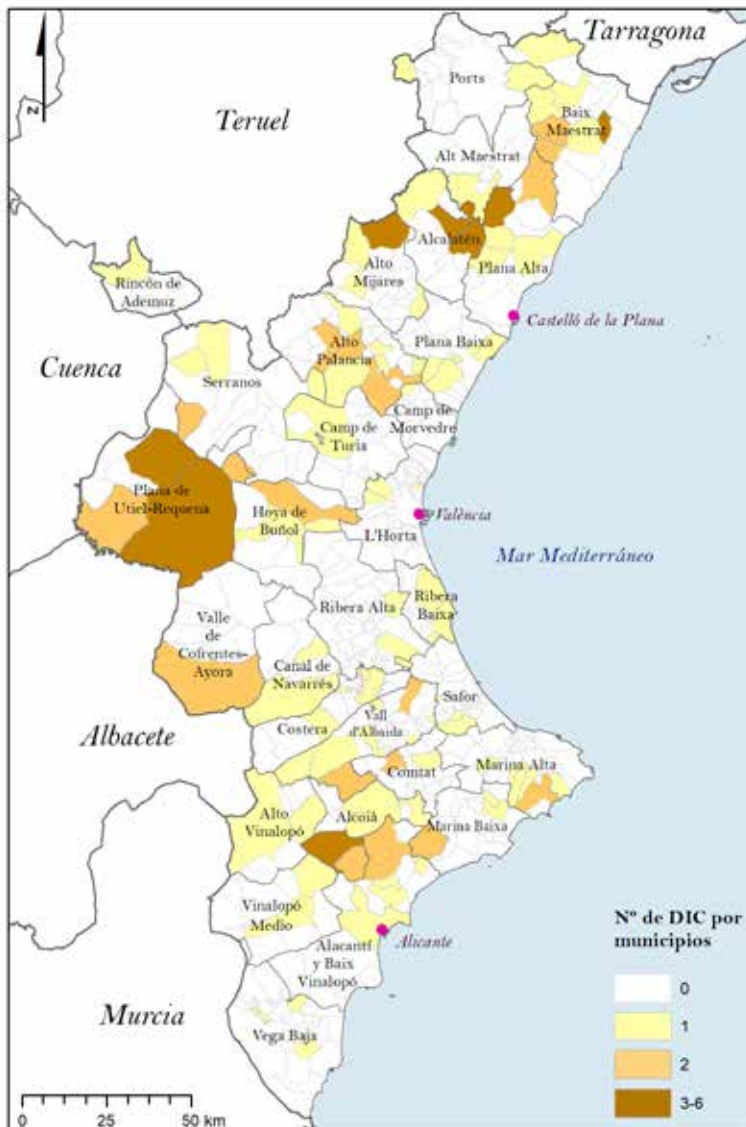 Tarragona
Ports
Teruel
Baix
Maestrat
Alt Maestrat
Alcalatén
Alto
Mijares
Plana Alta
Rincón de
Ademuz
Castelló de la Plana
Plana Baixa
Alto
Palancia
Cuenca
Serranos
Camp de
Morvedre
Camp de
Turia
Plana de
Utiel-Requena
Hoya de
Buñol
València
L'Horta
Mar Mediterráneo
Ribera Alta
Ribera
Baixa
Valle
de
Cofrentes-
Ayora
Canal de
Navarrés
Safor
Albacete
Costera
Vall
d'Albaida
Comtat
Marina Alta
Alto
Vinalopó
Alcoià
Marina Baixa
Vinalopó
Medio
Alicante
Alacantí
y Baix
Vinalopó
Murcia
Vega Baja
Nº de DIC por
municipios
0
1
2
3-6
N
0 25 50 km